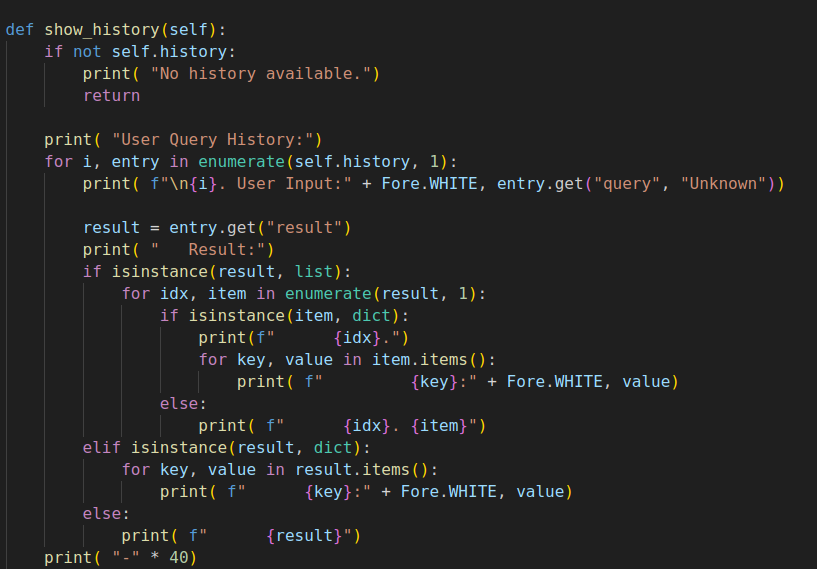 def show_history(self):
    if not self.history:
        print( "No history available.")
        return

    print( "User Query History:")
    for i, entry in enumerate(self.history, 1):
        print( f"\n{i}. User Input:" + Fore.WHITE, entry.get("query", "Unknown"))

        result = entry.get("result")
        print( "   Result:")
        if isinstance(result, list):
            for idx, item in enumerate(result, 1):
                if isinstance(item, dict):
                    print(f"      {idx}.")
                    for key, value in item.items():
                        print( f"         {key}:" + Fore.WHITE, value)
                else:
                    print( f"      {idx}. {item}")
        elif isinstance(result, dict):
            for key, value in result.items():
                print( f"      {key}:" + Fore.WHITE, value)
        else:
            print( f"      {result}")
    print( "-" * 40)